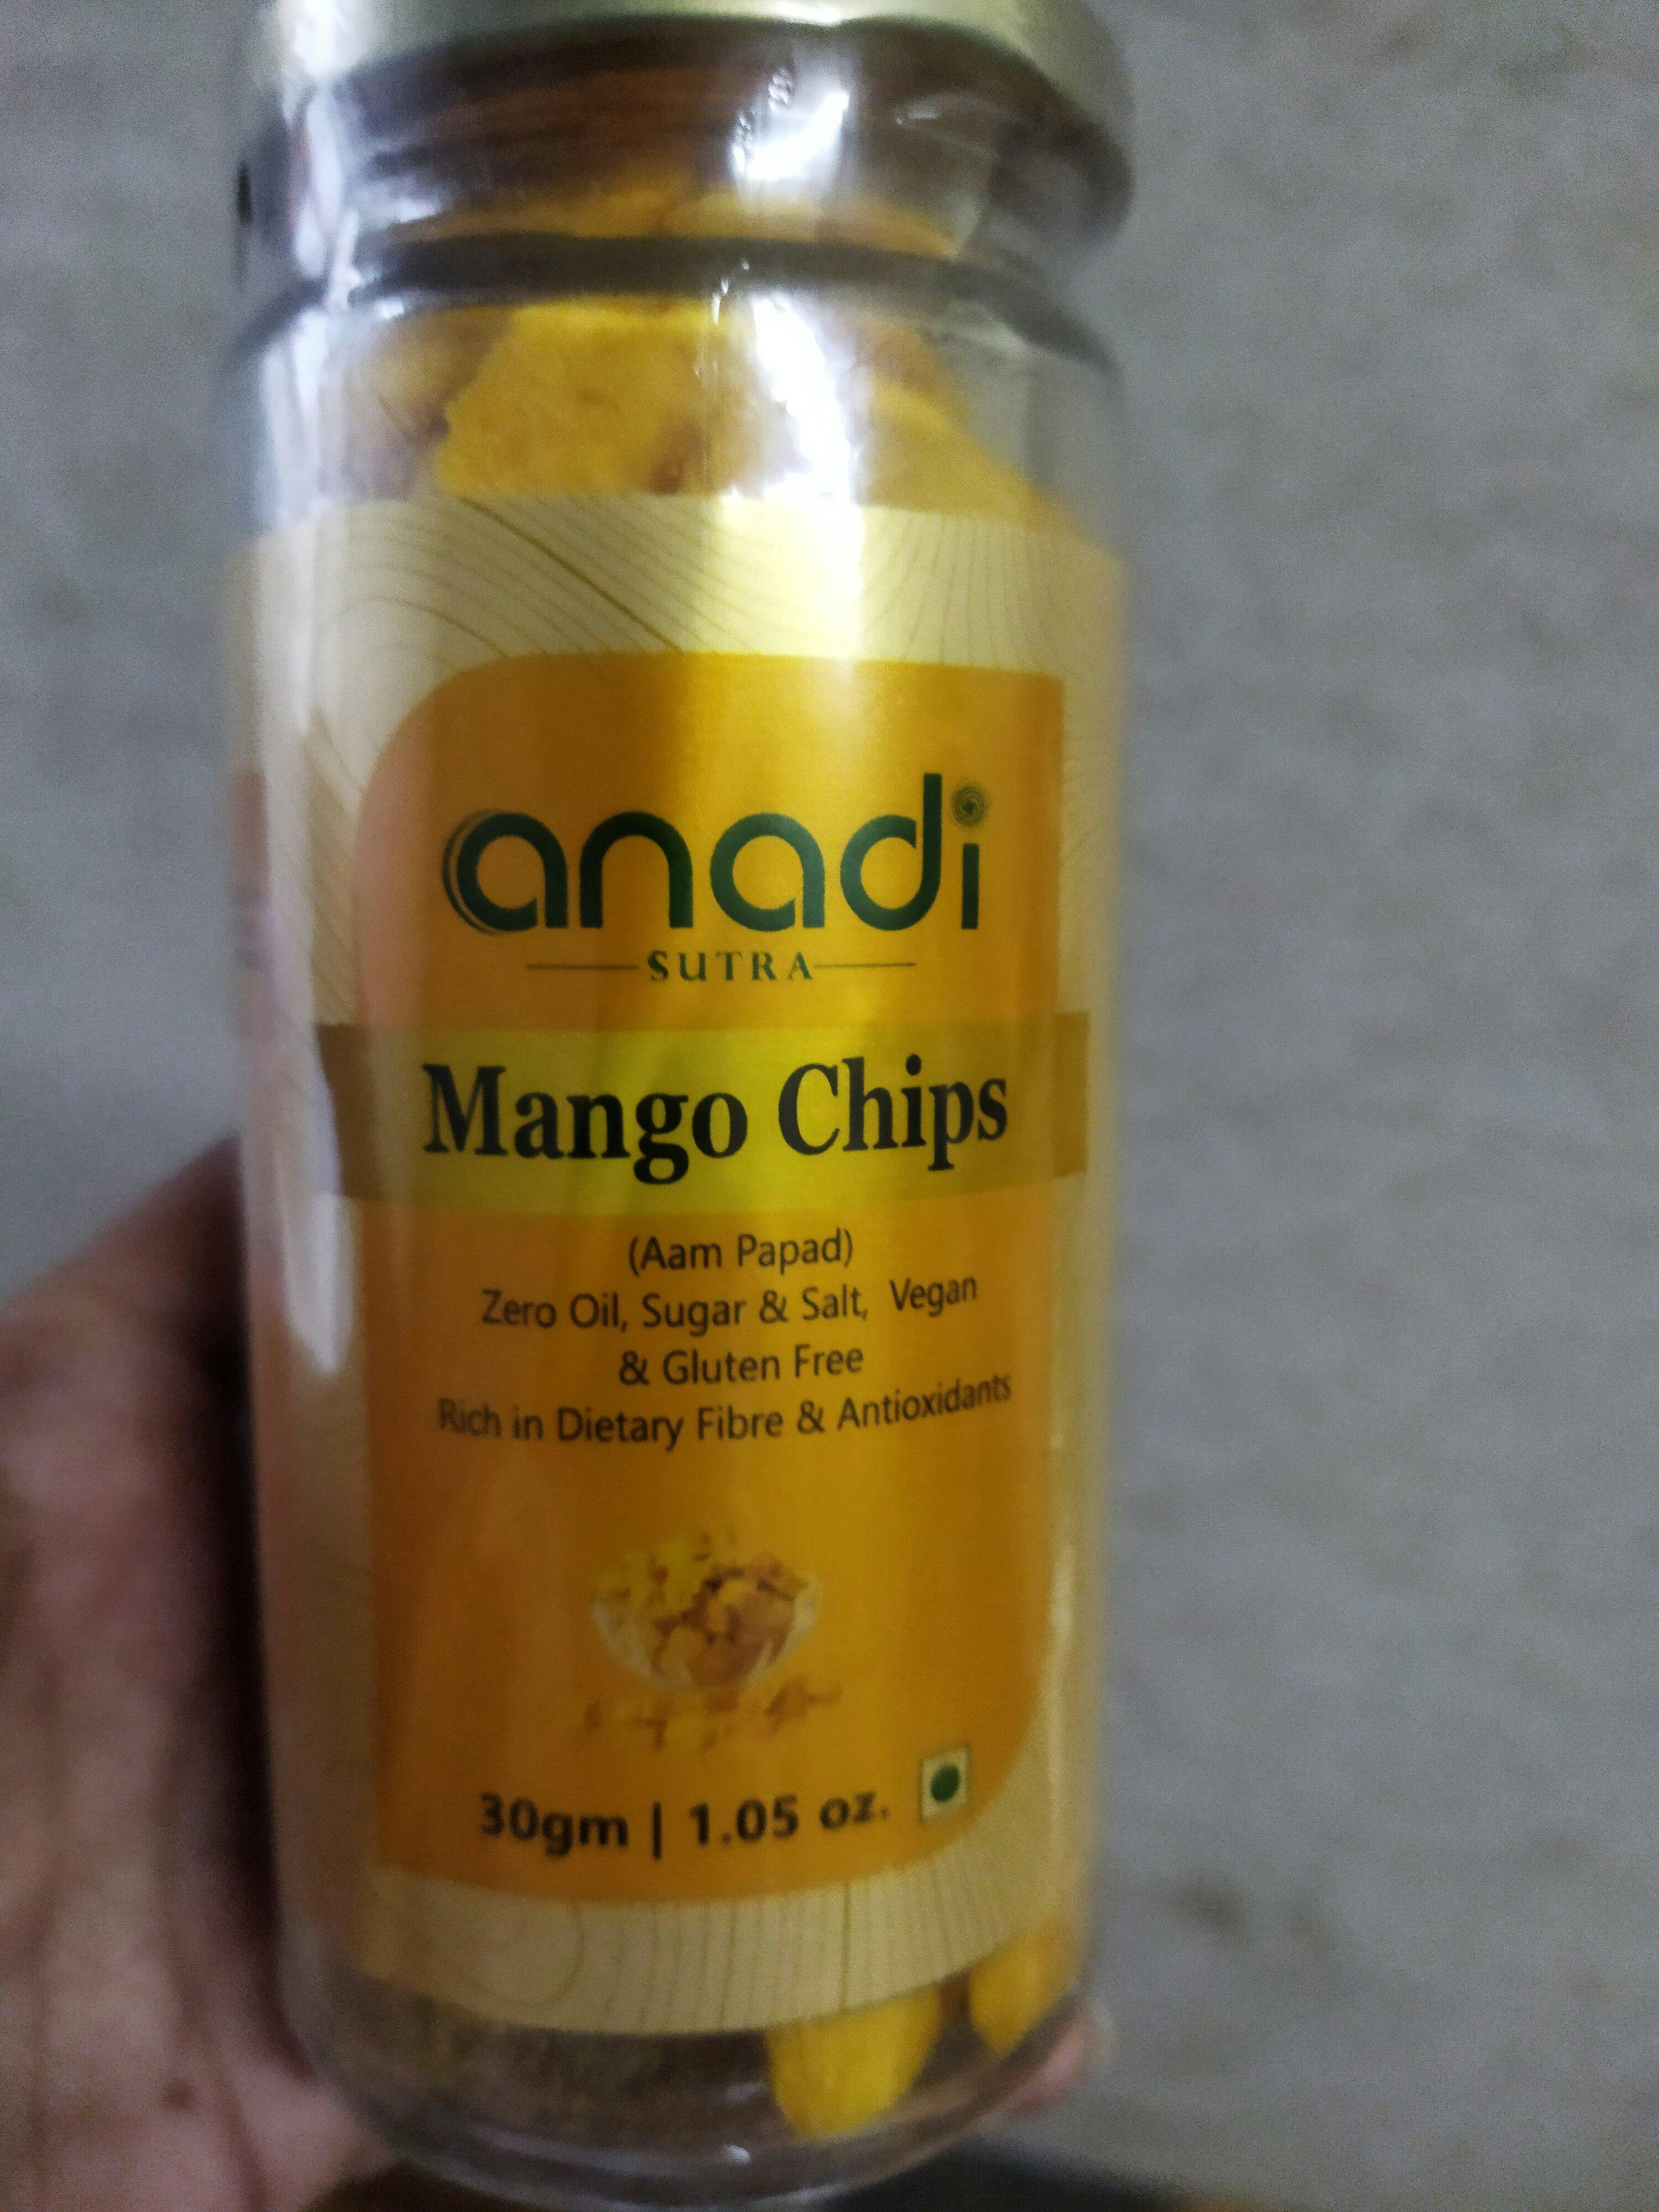 anadi
SUTRA
Mango Chips
(Aam Papad)
Zero Oil, Sugar & Salt, Vegan
& Gluten Free
Rich in Dietary Fibre & Antioxidants
30gm | 1.05 oz.